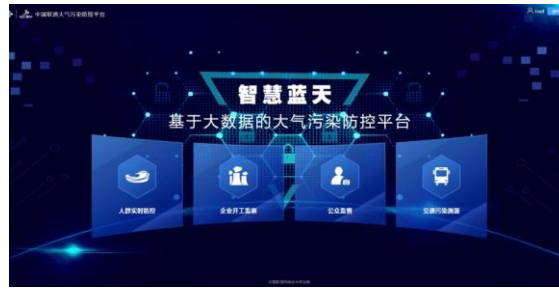 中国联通大气污染防控平台
智慧蓝天
基于大数据的大气污染防控平台
人群实时防控
企业开工监察
公众监督
交通污染溯源